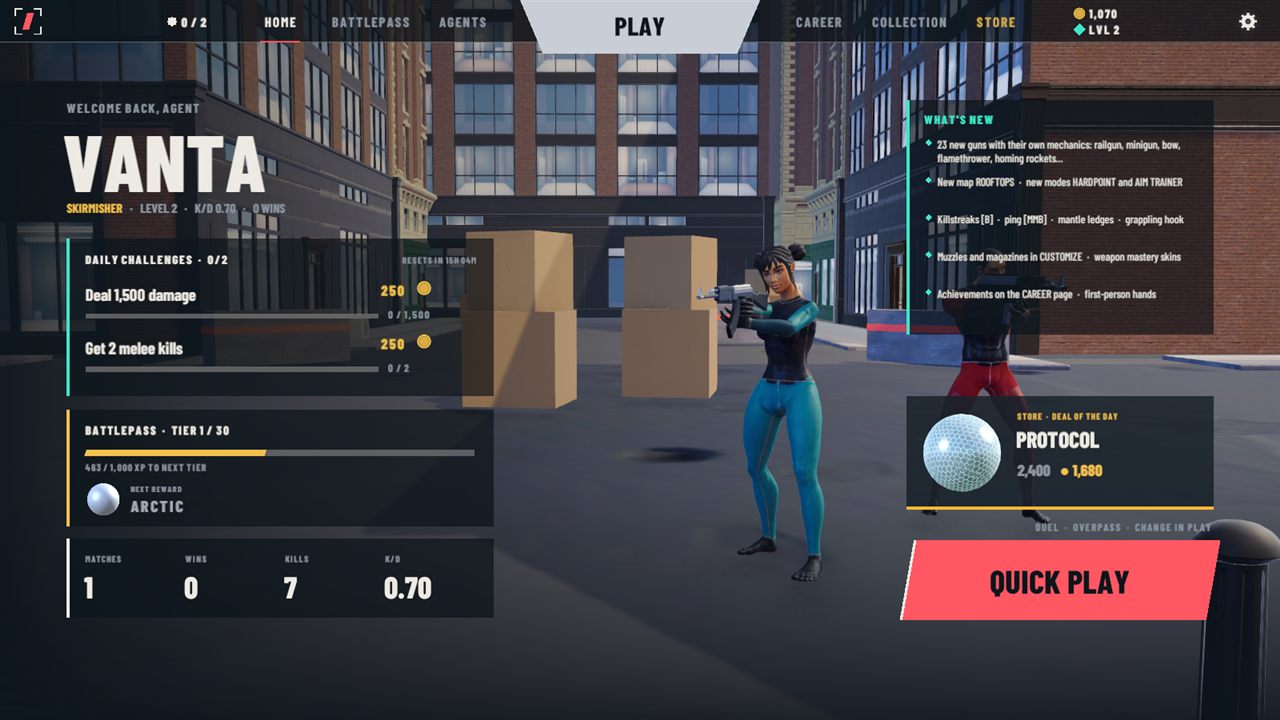 0 / 2
HOME
BATTLEPASS
AGENTS
PLAY
CAREER
COLLECTION
STORE
1,070
LVL 2
WELCOME BACK, AGENT
VANTA
SKIRMISHER · LEVEL 2 · K/D 0.70 · 0 WINS
DAILY CHALLENGES · 0/2
RESETS IN 15H 04M
Deal 1,500 damage
250
0 / 1,500
Get 2 melee kills
250
0 / 2
BATTLEPASS · TIER 1 / 30
463 / 1,000 XP TO NEXT TIER
NEXT REWARD
ARCTIC
MATCHES
WINS
KILLS
K/D
1
0
7
0.70
WHAT'S NEW
23 new guns with their own mechanics: railgun, minigun, bow,
flamethrower, homing rockets...
New map ROOFTOPS · new modes HARDPOINT and AIM TRAINER
Killstreaks [B] · ping [MMB] · mantle ledges · grappling hook
Muzzles and magazines in CUSTOMIZE · weapon mastery skins
Achievements on the CAREER page · first-person hands
STORE · DEAL OF THE DAY
PROTOCOL
2,400 1,680
DUEL · OVERPASS · CHANGE IN PLAY
QUICK PLAY